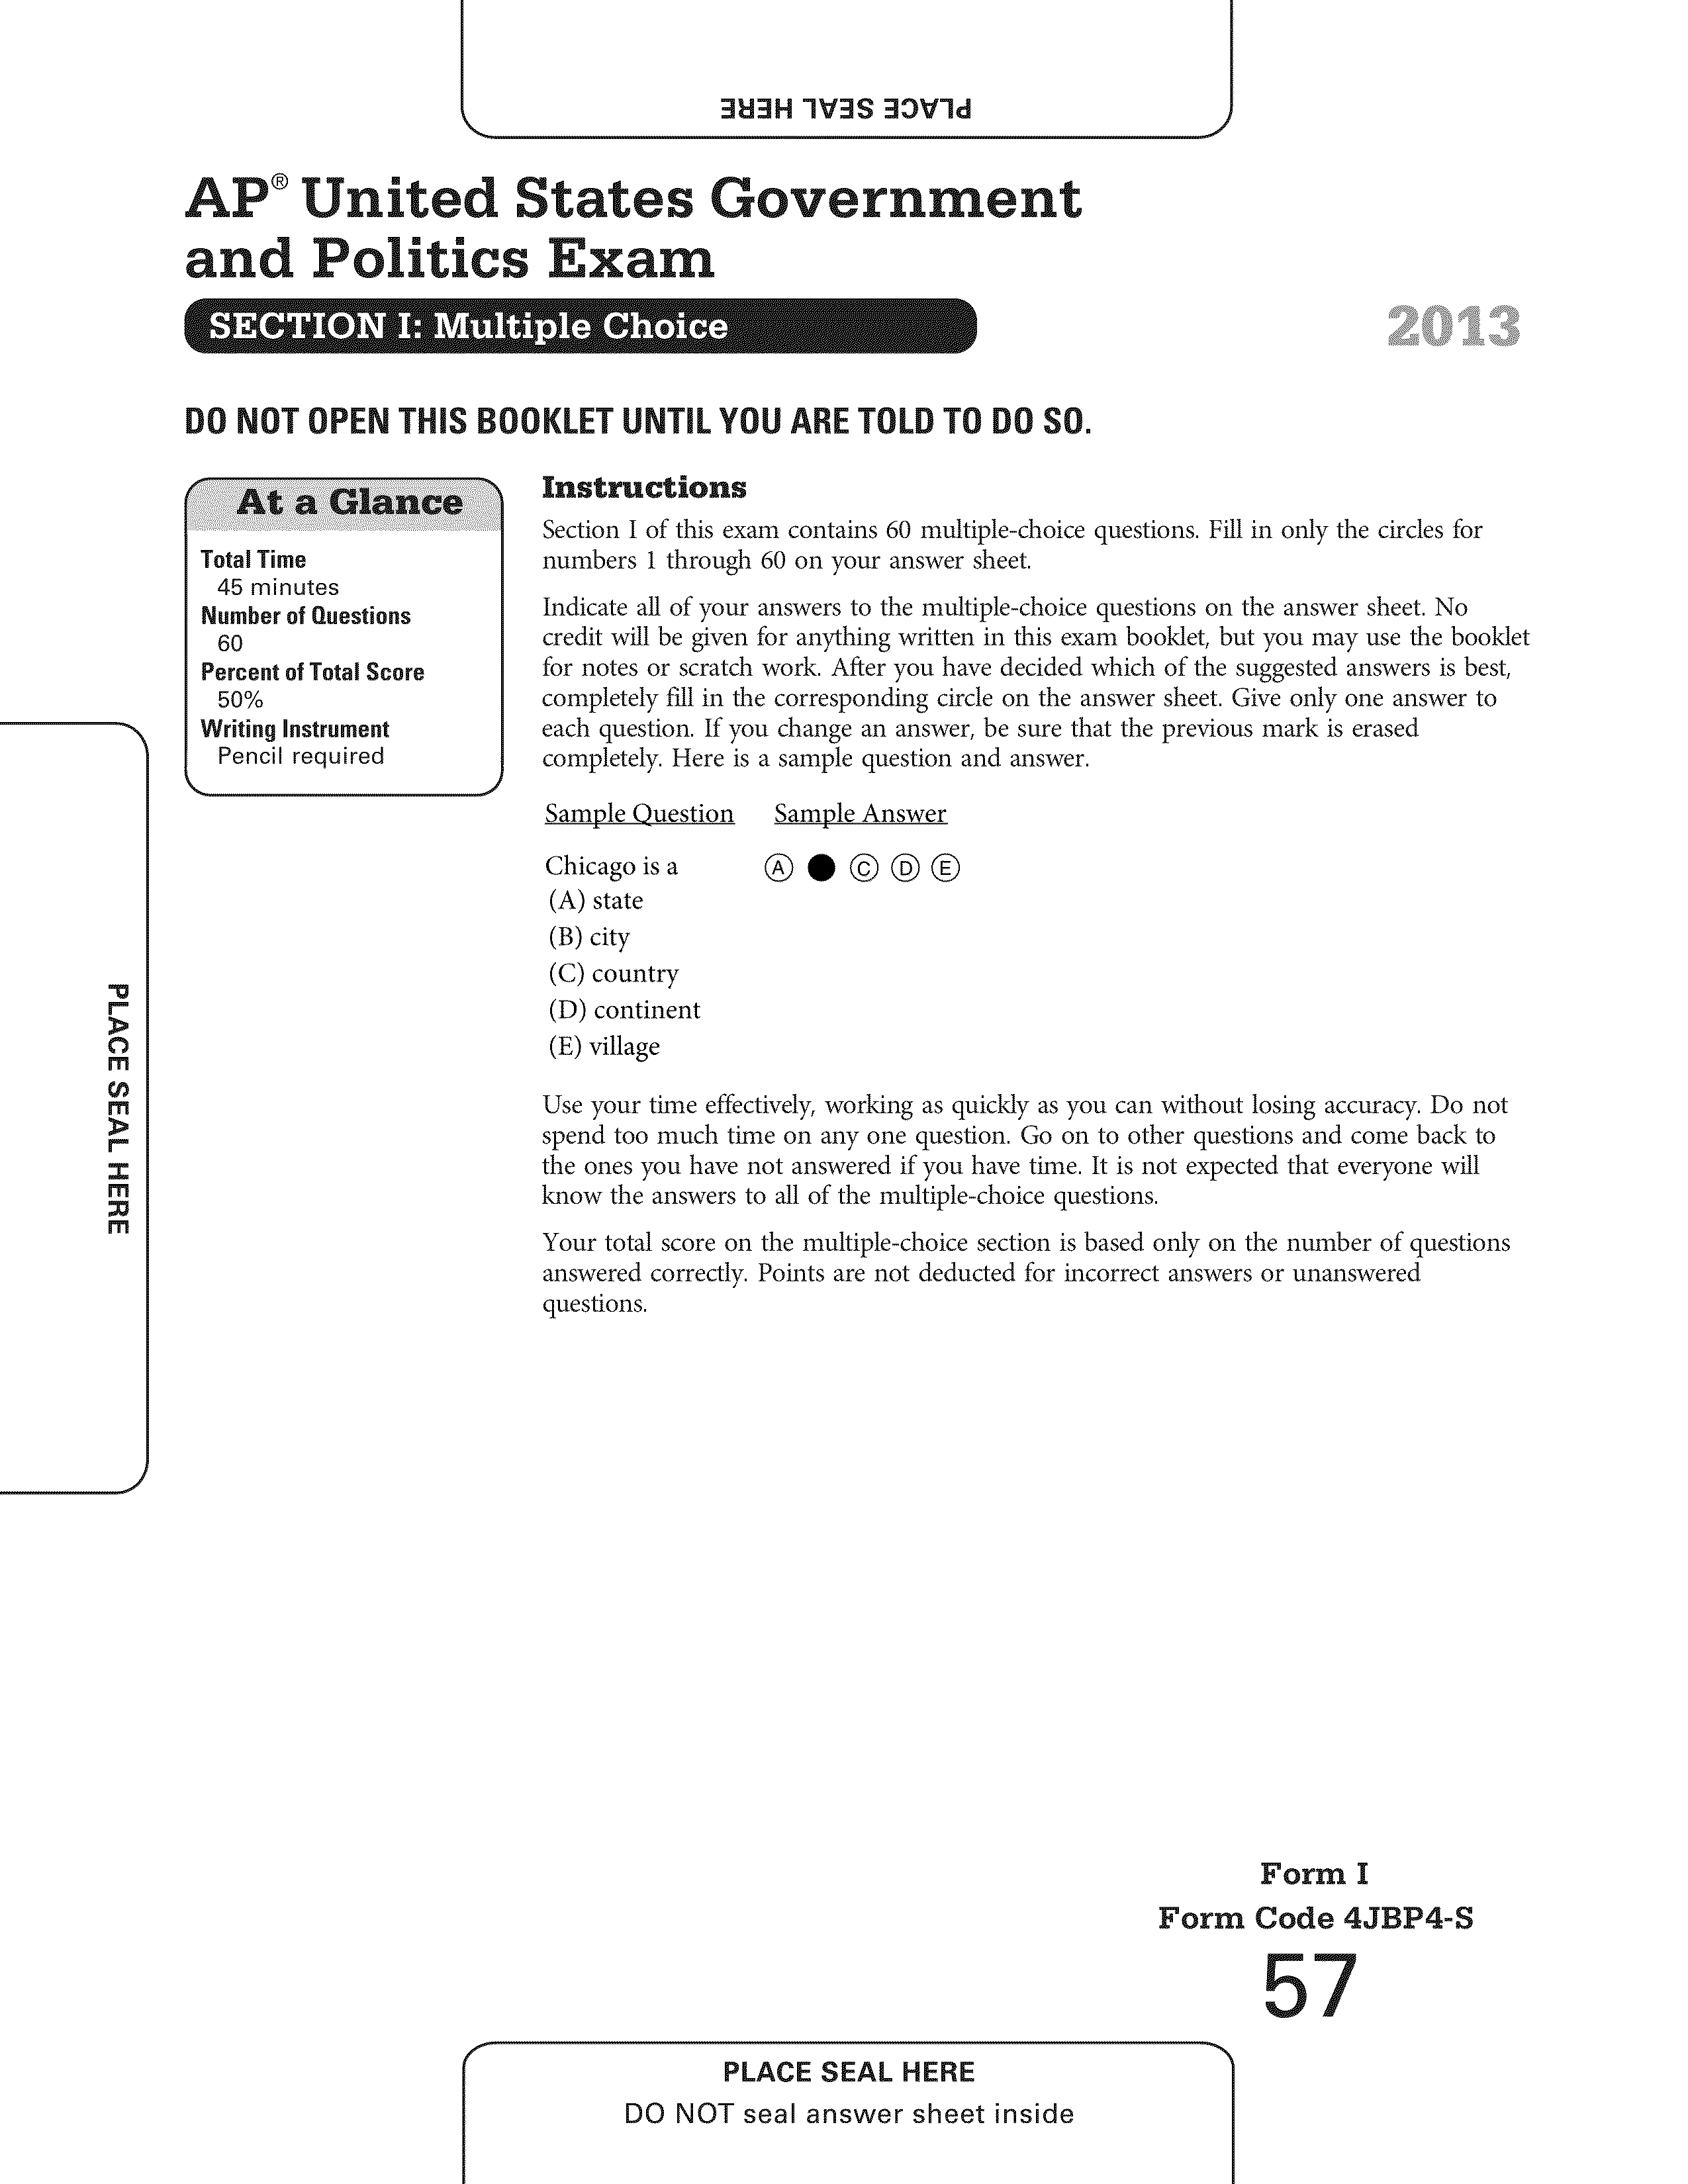 PLACE SEAL HERE
AP® United States Government
and Politics Exam
SECTION I: Multiple Choice
2013
DO NOT OPEN THIS BOOKLET UNTIL YOU ARE TOLD TO DO SO.
At a Glance
Total Time
45 minutes
Number of Questions
60
Percent of Total Score
50%
Writing Instrument
Pencil required
Instructions
Section I of this exam contains 60 multiple-choice questions. Fill in only the circles for
numbers 1 through 60 on your answer sheet.
Indicate all of your answers to the multiple-choice questions on the answer sheet. No
credit will be given for anything written in this exam booklet, but you may use the booklet
for notes or scratch work. After you have decided which of the suggested answers is best,
completely fill in the corresponding circle on the answer sheet. Give only one answer to
each question. If you change an answer, be sure that the previous mark is erased
completely. Here is a sample question and answer.
Sample Question Sample Answer
Chicago is a A C D E
(A) state
(B) city
(C) country
(D) continent
(E) village
Use your time effectively, working as quickly as you can without losing accuracy. Do not
spend too much time on any one question. Go on to other questions and come back to
the ones you have not answered if you have time. It is not expected that everyone will
know the answers to all of the multiple-choice questions.
Your total score on the multiple-choice section is based only on the number of questions
answered correctly. Points are not deducted for incorrect answers or unanswered
questions.
PLACE SEAL HERE
Form I
Form Code 4JBP4-S
57
PLACE SEAL HERE
DO NOT seal answer sheet inside